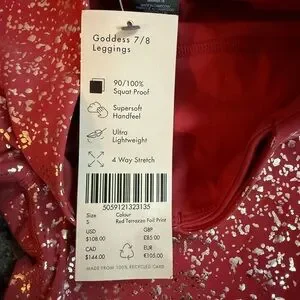 Goddess 7/8
Leggings
90/100%
Squat Proof
Supersoft
Handfeel
Ultra
Lightweight
4 Way Stretch
5059121323135
Size Colour
S Red Terrazzo Foil Print
USD GBP
$108.00 £85.00
CAD EUR
$144.00 €105.00
MADE FROM 100% RECYCLED CARD